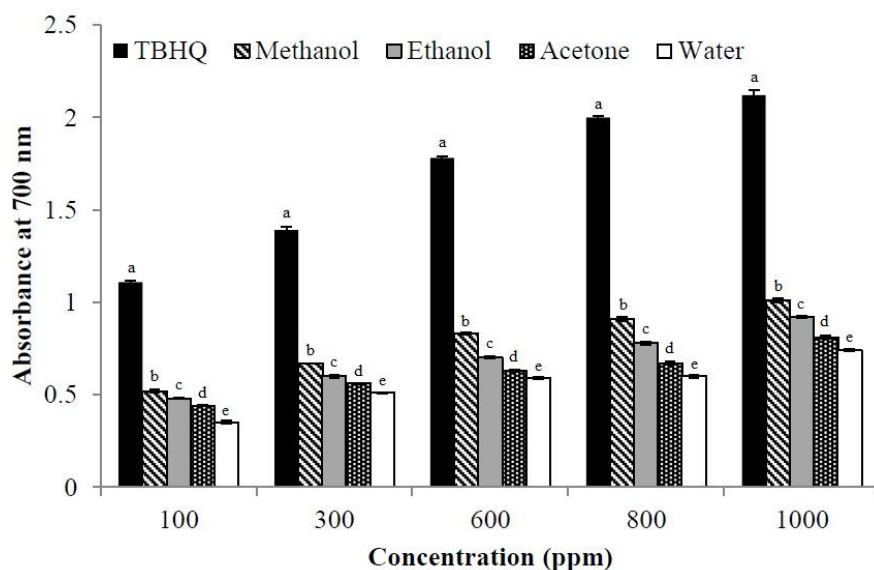 2.5
TBHQ Methanol Ethanol Acetone Water
2
1.5
1
0.5
0
Absorbance at 700 nm
a b c d e
a b c d e
a b c d e
a b c d e
a b c d e
100 300 600 800 1000
Concentration (ppm)